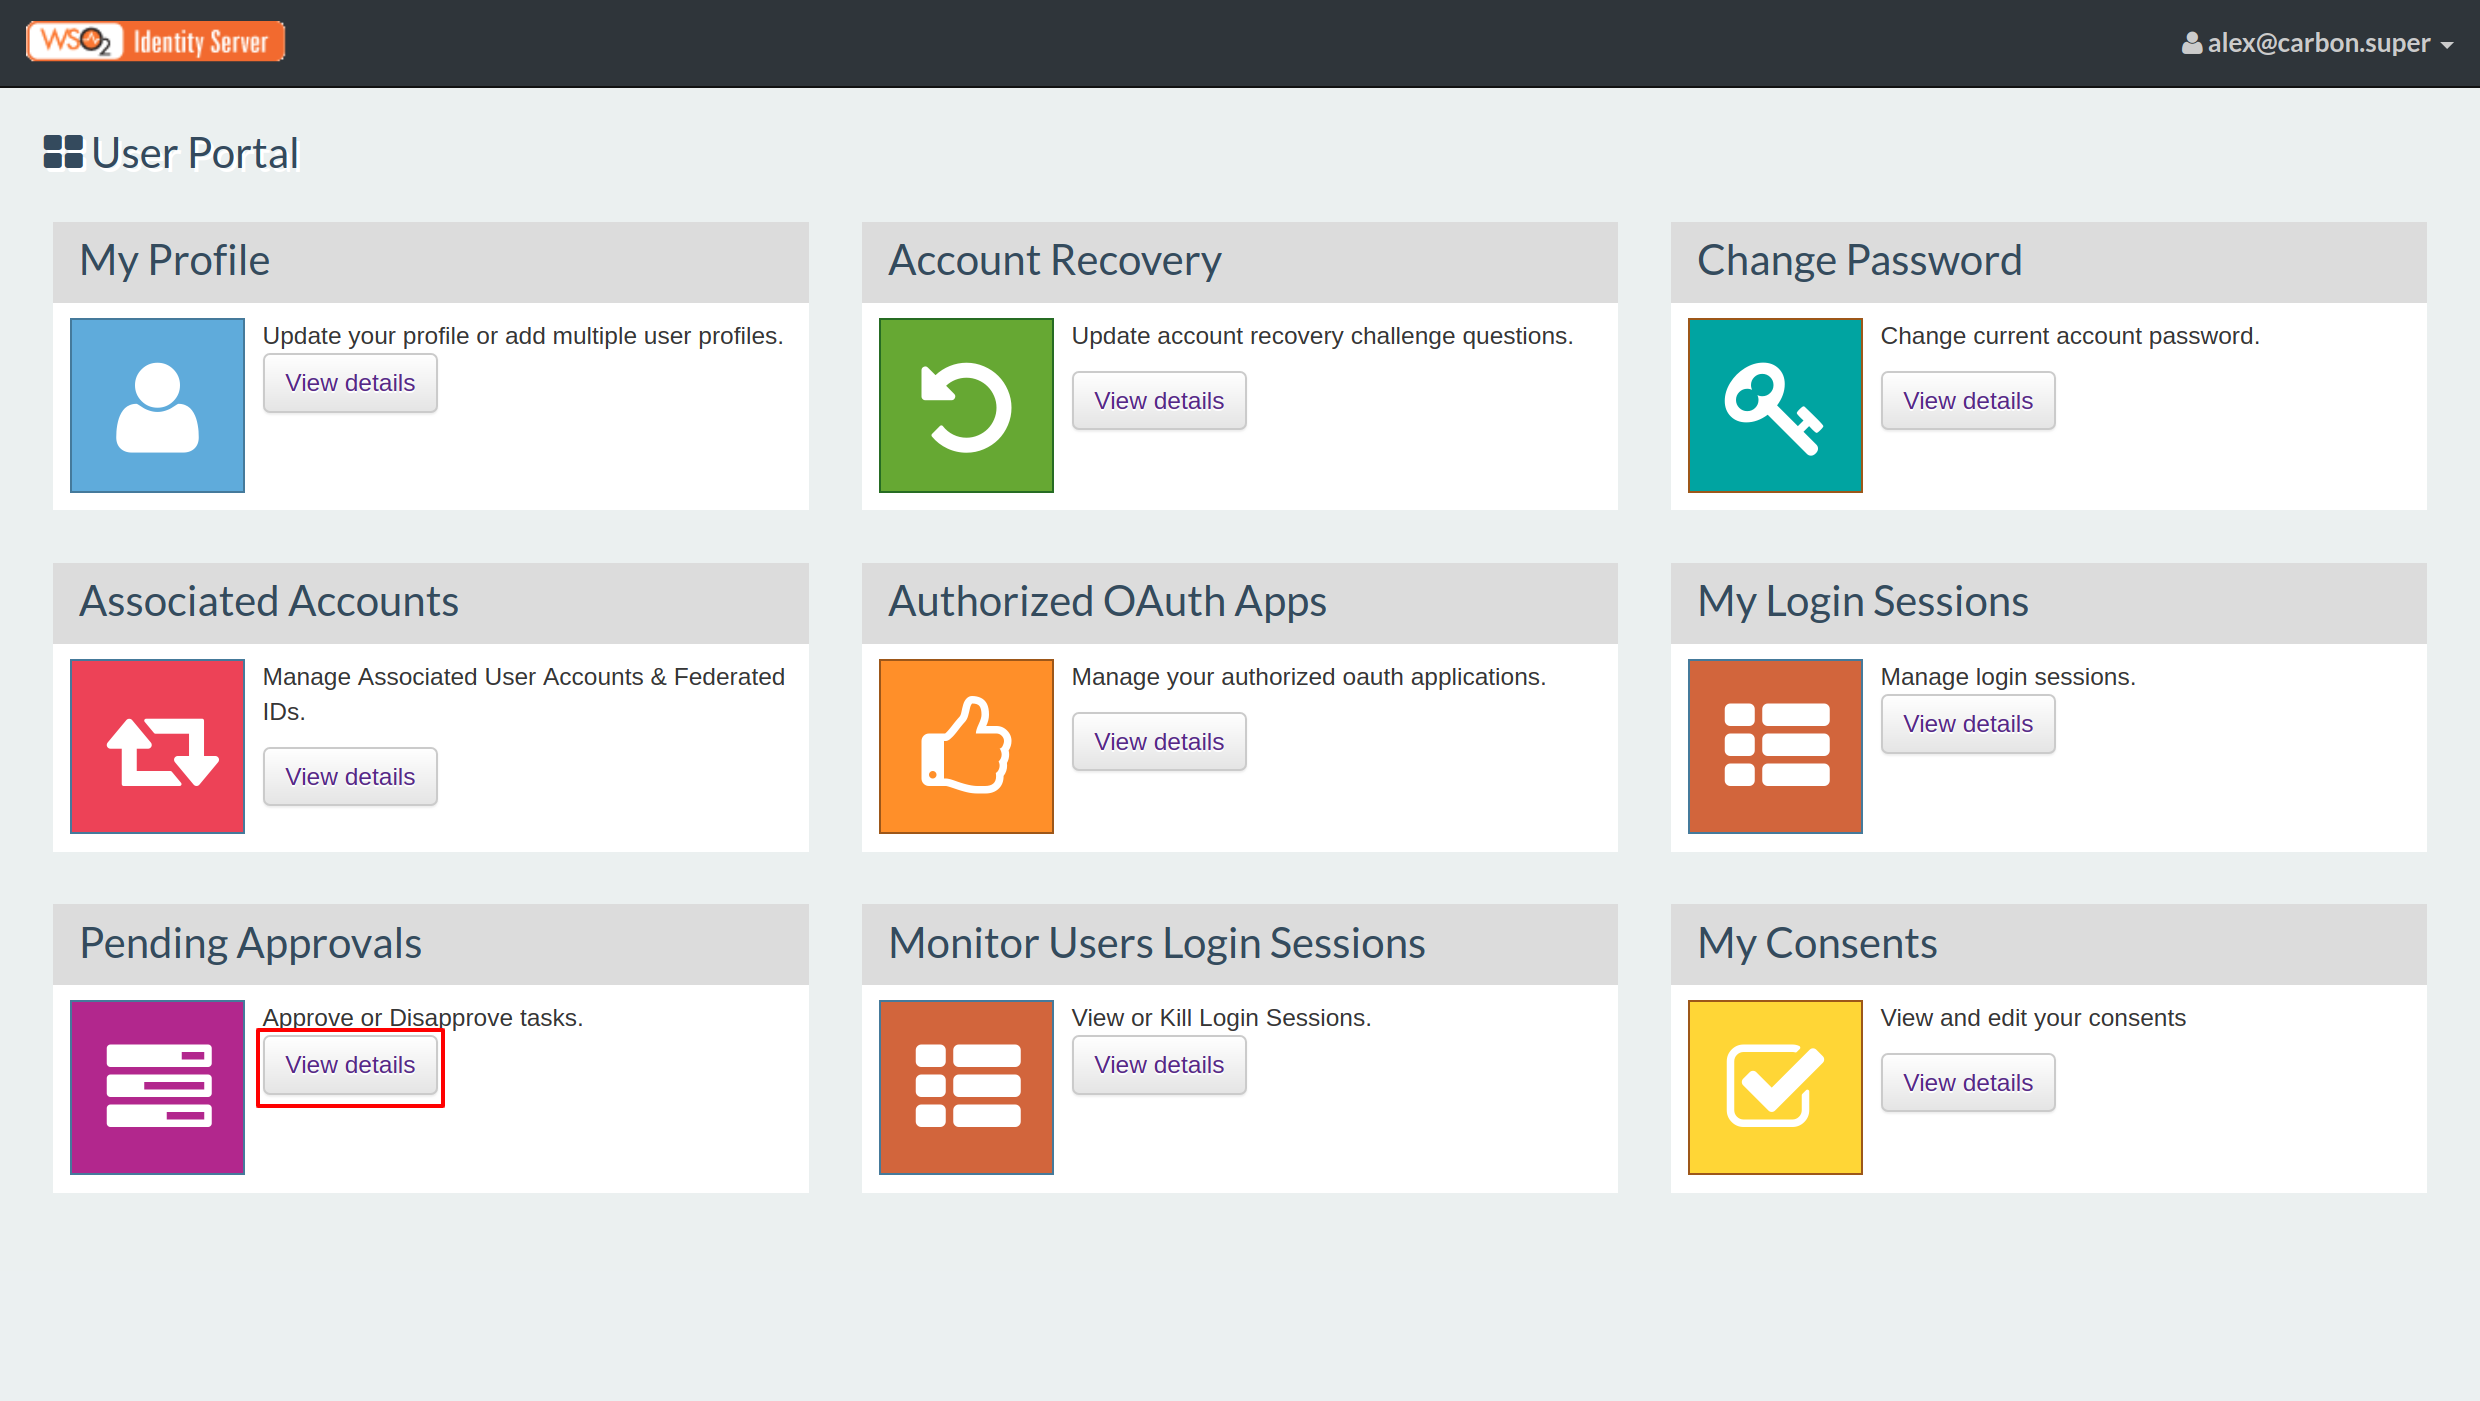 WSO2 Identity Server
alex@carbon.super
User Portal
My Profile
Update your profile or add multiple user profiles.
View details
Account Recovery
Update account recovery challenge questions.
View details
Change Password
Change current account password.
View details
Associated Accounts
Manage Associated User Accounts & Federated
IDs.
View details
Authorized OAuth Apps
Manage your authorized oauth applications.
View details
My Login Sessions
Manage login sessions.
View details
Pending Approvals
Approve or Disapprove tasks.
View details
Monitor Users Login Sessions
View or Kill Login Sessions.
View details
My Consents
View and edit your consents
View details